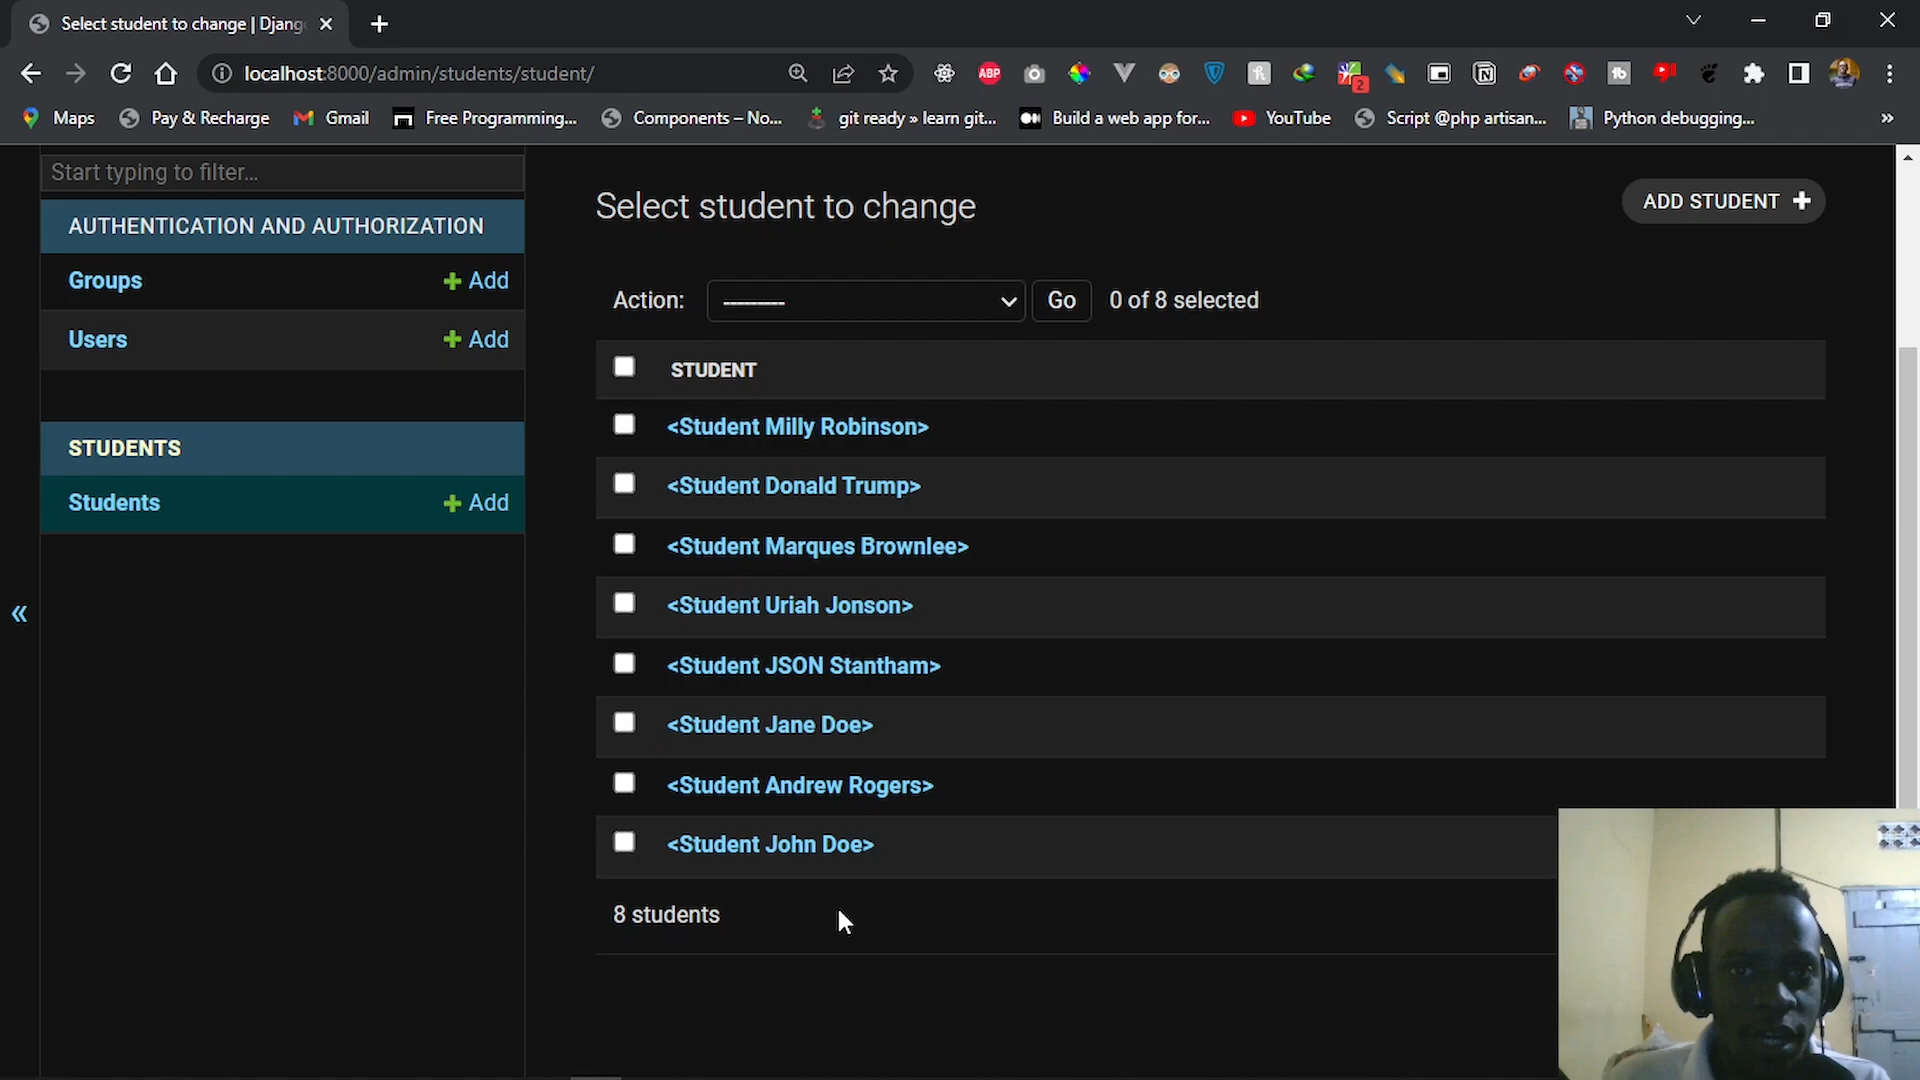 Select student to change | Djang
localhost:8000/admin/students/student/
ABP
2
Maps
Pay & Recharge
Gmail
Free Programming...
Components – No...
git ready » learn git...
Build a web app for...
YouTube
Script @php artisan...
Python debugging...
»
Start typing to filter...
AUTHENTICATION AND AUTHORIZATION
Groups
+ Add
Users
+ Add
STUDENTS
Students
+ Add
«
Select student to change
ADD STUDENT +
Action:
---------
Go
0 of 8 selected
STUDENT
<Student Milly Robinson>
<Student Donald Trump>
<Student Marques Brownlee>
<Student Uriah Jonson>
<Student JSON Stantham>
<Student Jane Doe>
<Student Andrew Rogers>
<Student John Doe>
8 students